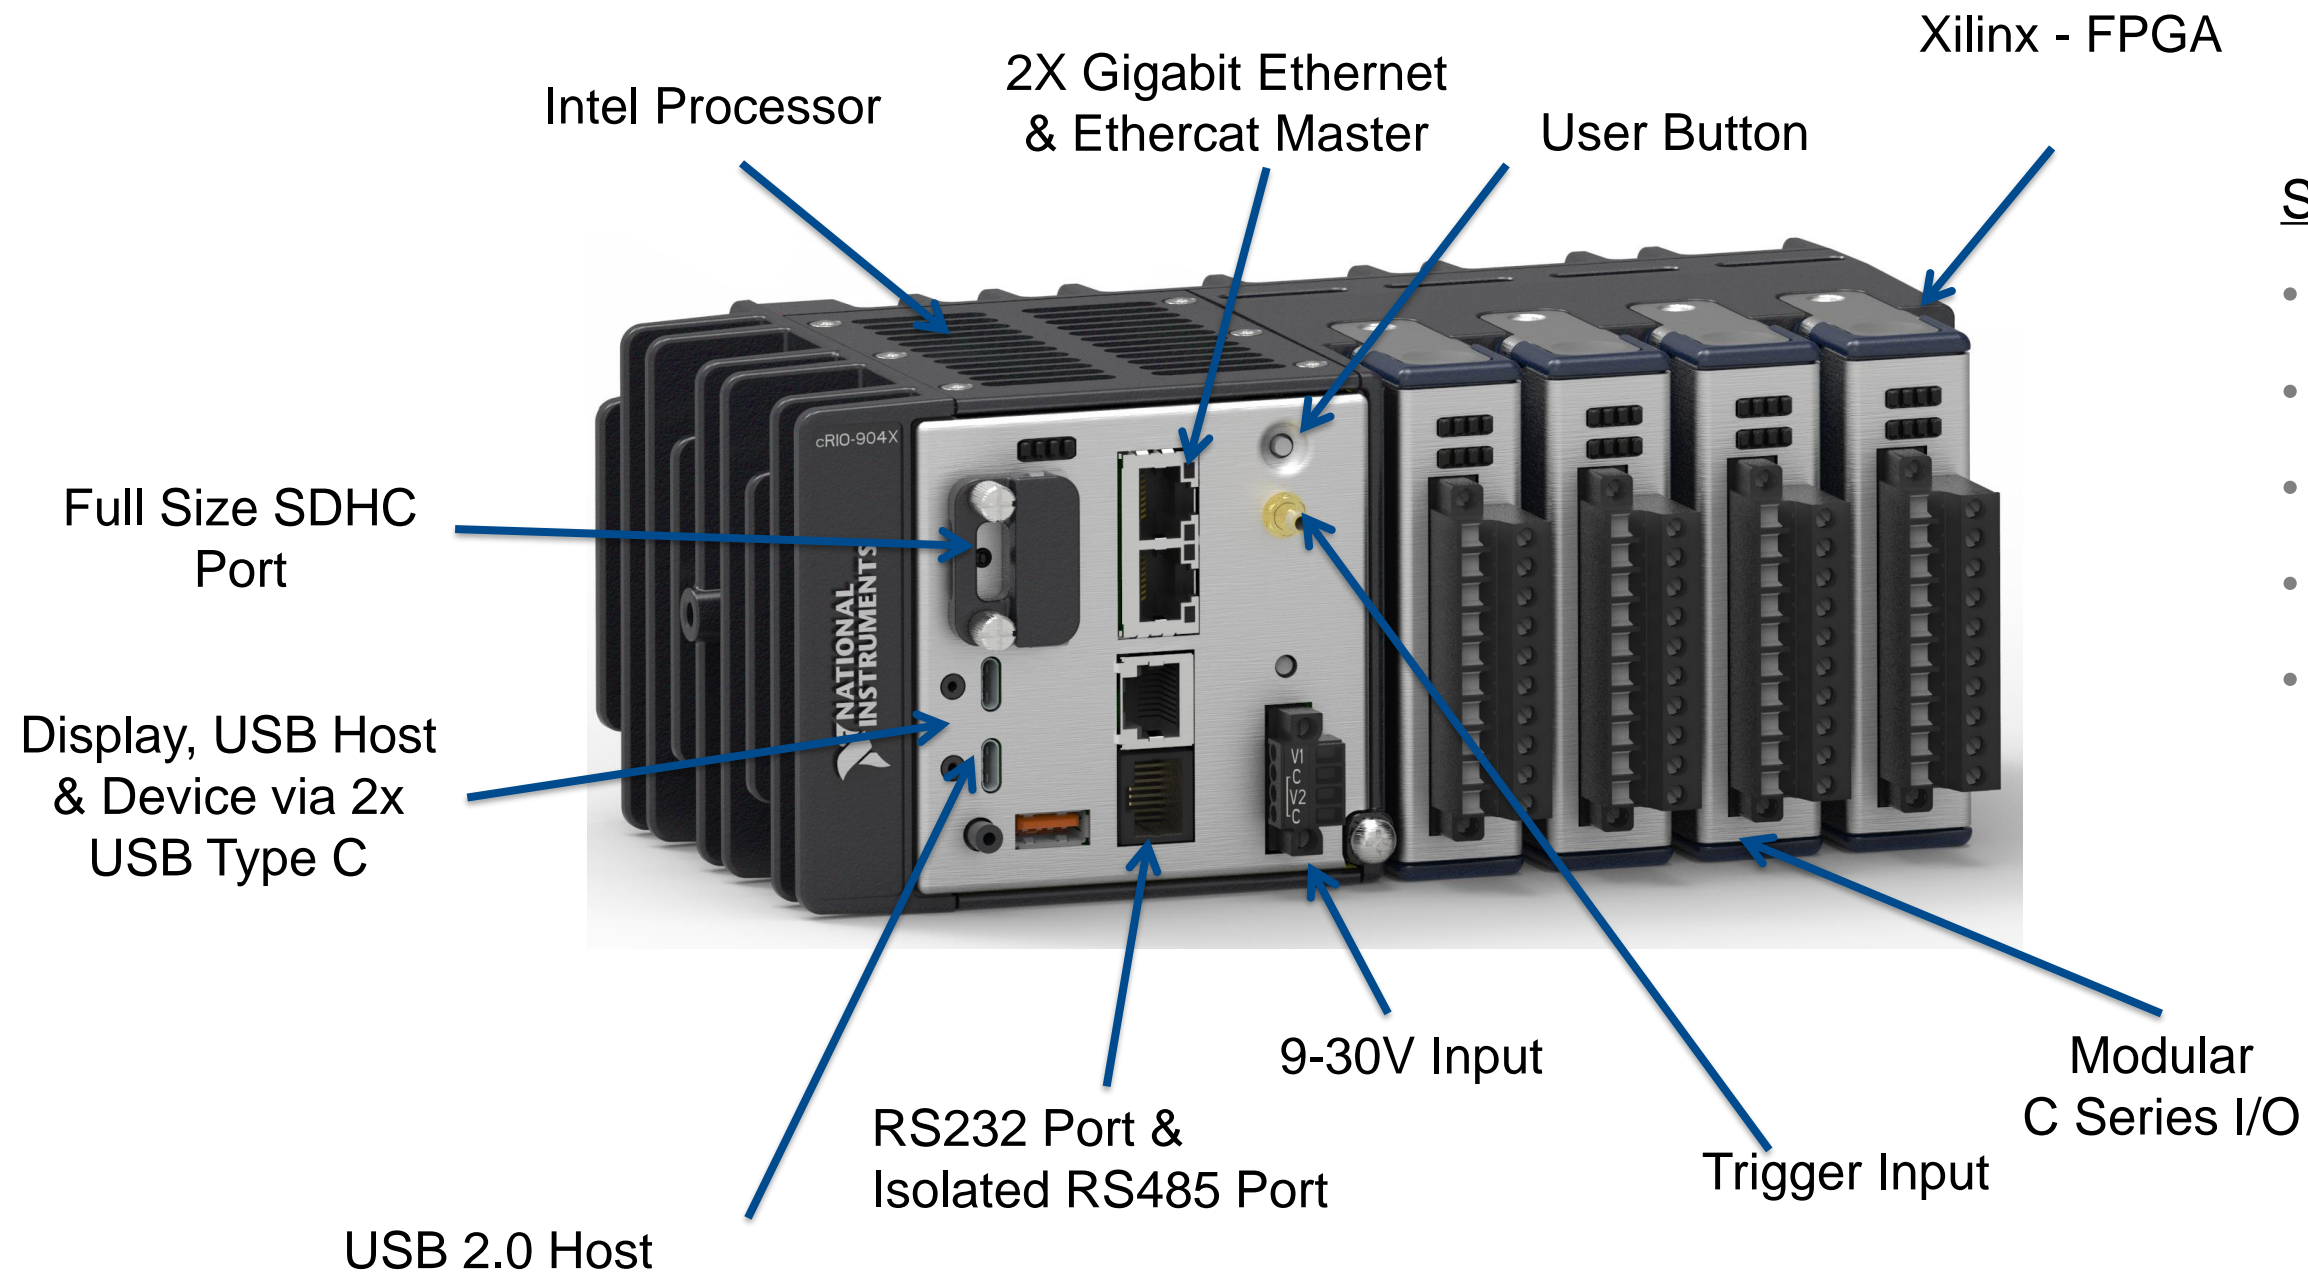 Xilinx - FPGA
2X Gigabit Ethernet
& Ethercat Master
Intel Processor
User Button
S
cRIO-904X
Full Size SDHC
Port
NATIONAL
INSTRUMENTS
Display, USB Host
& Device via 2x
USB Type C
V1
C
V2
C
9-30V Input
Modular
C Series I/O
RS232 Port &
Isolated RS485 Port
Trigger Input
USB 2.0 Host